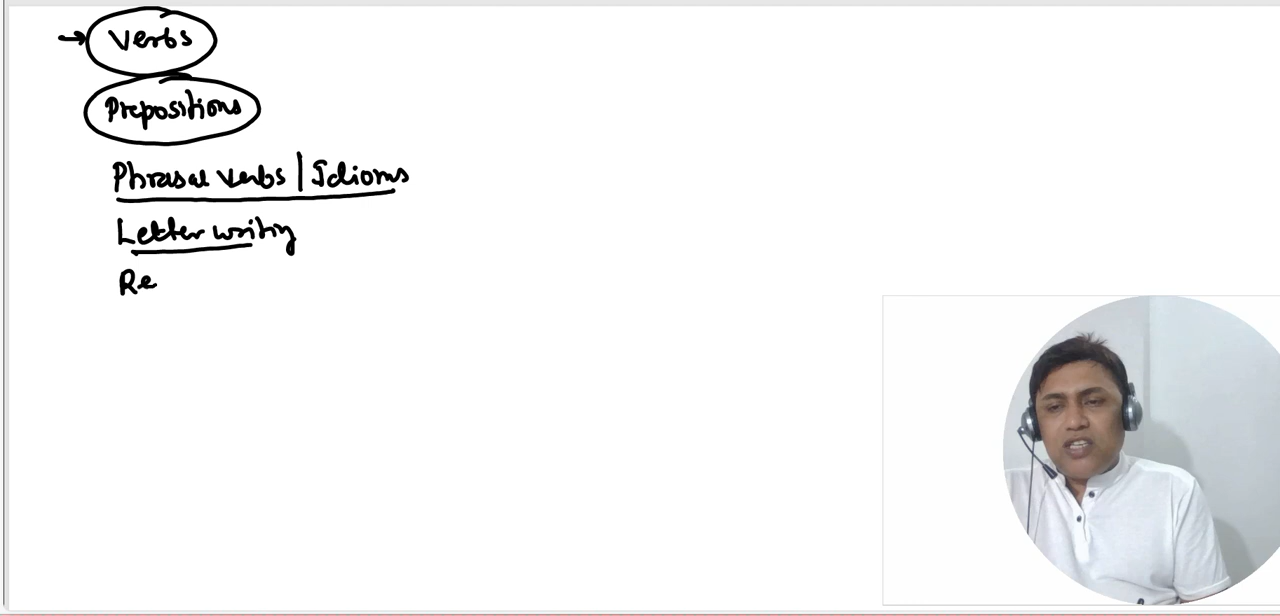 → Verbs
Prepositions
Phrasal verbs | Idioms
Letter writing
Re